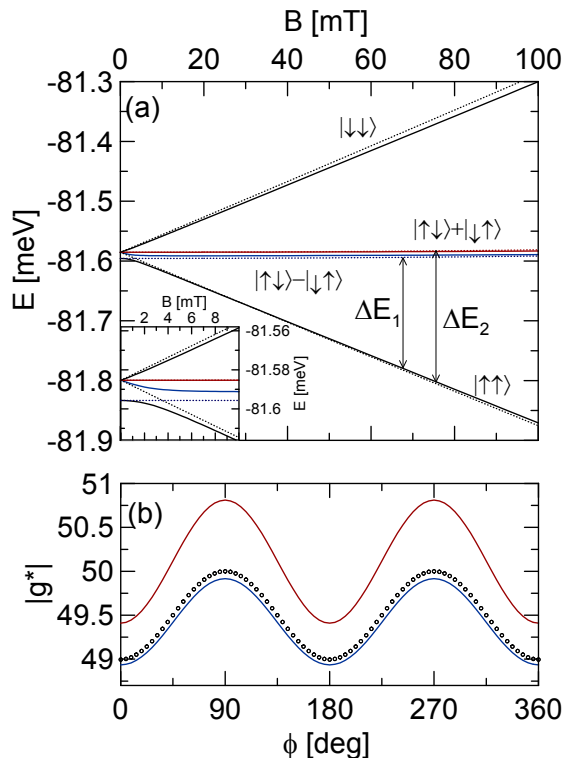 B [mT]
0 20 40 60 80 100
(a)
E [meV]
-81.3
-81.4
-81.5
-81.6
-81.7
-81.8
-81.9
|↓↓⟩
|↑↓⟩+|↓↑⟩
|↑↓⟩−|↓↑⟩
ΔE1
ΔE2
|↑↑⟩
B [mT]
2 4 6 8
-81.56
-81.58
-81.6
E [meV]
(b)
|g*|
51
50.5
50
49.5
49
0 90 180 270 360
ϕ [deg]